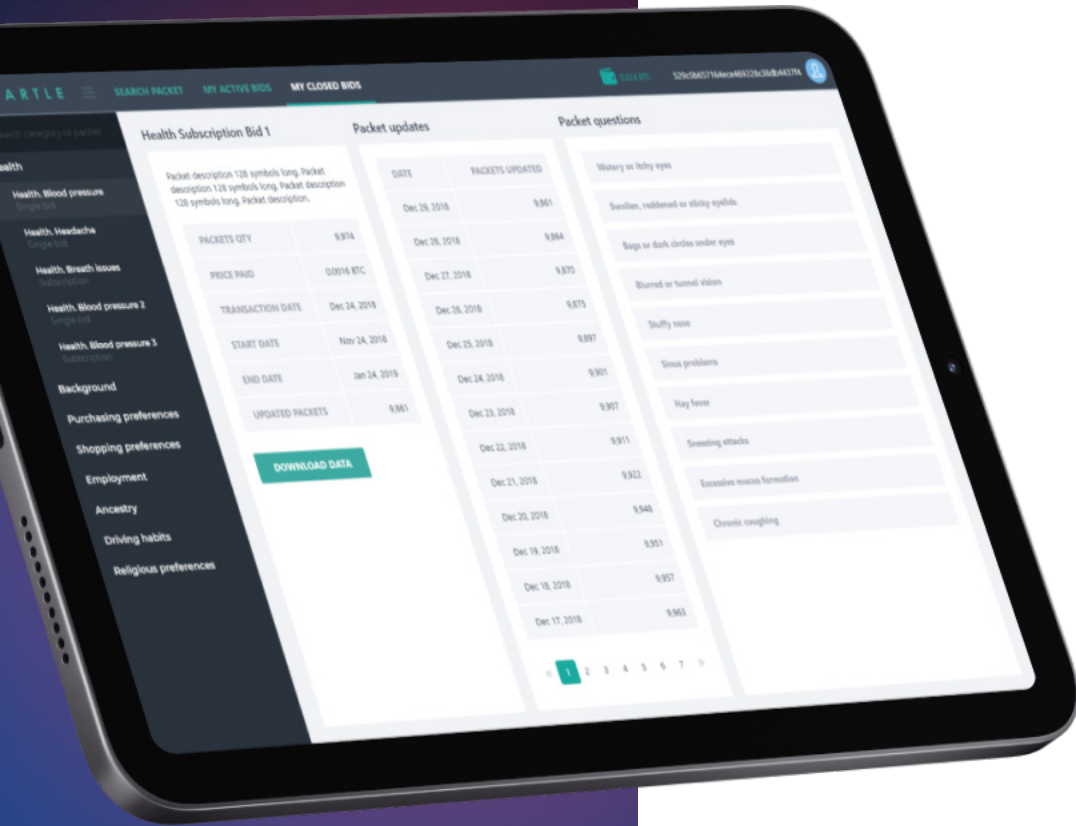 ARTLE
SEARCH PACKET
MY ACTIVE BIDS
MY CLOSED BIDS
Search category or packet
Health
Health. Blood pressure
Single bid
Health. Headache
Single bid
Health. Breath issues
Subscription
Health. Blood pressure 2
Single bid
Health. Blood pressure 3
Subscription
Background
Purchasing preferences
Shopping preferences
Employment
Ancestry
Driving habits
Religious preferences
Health Subscription Bid 1
Packet description 128 symbols long. Packet
description 128 symbols long. Packet description
128 symbols long. Packet description.
PACKETS QTY 9,974
PRICE PAID 0.0016 BTC
TRANSACTION DATE Dec 24, 2018
START DATE Nov 24, 2018
END DATE Jan 24, 2019
UPDATED PACKETS 9,861
DOWNLOAD DATA
Packet updates
DATE PACKETS UPDATED
Dec 29, 2018 9,861
Dec 28, 2018 9,864
Dec 27, 2018 9,870
Dec 26, 2018 9,875
Dec 25, 2018 9,897
Dec 24, 2018 9,901
Dec 23, 2018 9,907
Dec 22, 2018 9,911
Dec 21, 2018 9,922
Dec 20, 2018 9,948
Dec 19, 2018 9,951
Dec 18, 2018 9,957
Dec 17, 2018 9,963
« 1 2 3 4 5 6 7 »
Packet questions
Watery or itchy eyes
Swollen, reddened or sticky eyelids
Bags or dark circles under eyes
Blurred or tunnel vision
Stuffy nose
Sinus problems
Hay fever
Sneezing attacks
Excessive mucus formation
Chronic coughing